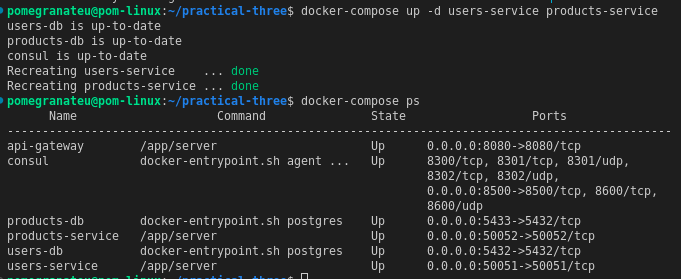 pomegranateu@pom-linux:~/practical-three$ docker-compose up -d users-service products-service
users-db is up-to-date
products-db is up-to-date
consul is up-to-date
Recreating users-service    ... done
Recreating products-service ... done
pomegranateu@pom-linux:~/practical-three$ docker-compose ps
Name Command State Ports
--------------------------------------------------------------------------------------------
api-gateway /app/server Up 0.0.0.0:8080->8080/tcp
consul docker-entrypoint.sh agent ... Up 8300/tcp, 8301/tcp, 8301/udp,
8302/tcp, 8302/udp,
0.0.0.0:8500->8500/tcp, 8600/tcp,
8600/udp
products-db docker-entrypoint.sh postgres Up 0.0.0.0:5433->5432/tcp
products-service /app/server Up 0.0.0.0:50052->50052/tcp
users-db docker-entrypoint.sh postgres Up 0.0.0.0:5432->5432/tcp
users-service /app/server Up 0.0.0.0:50051->50051/tcp
pomegranateu@pom-linux:~/practical-three$